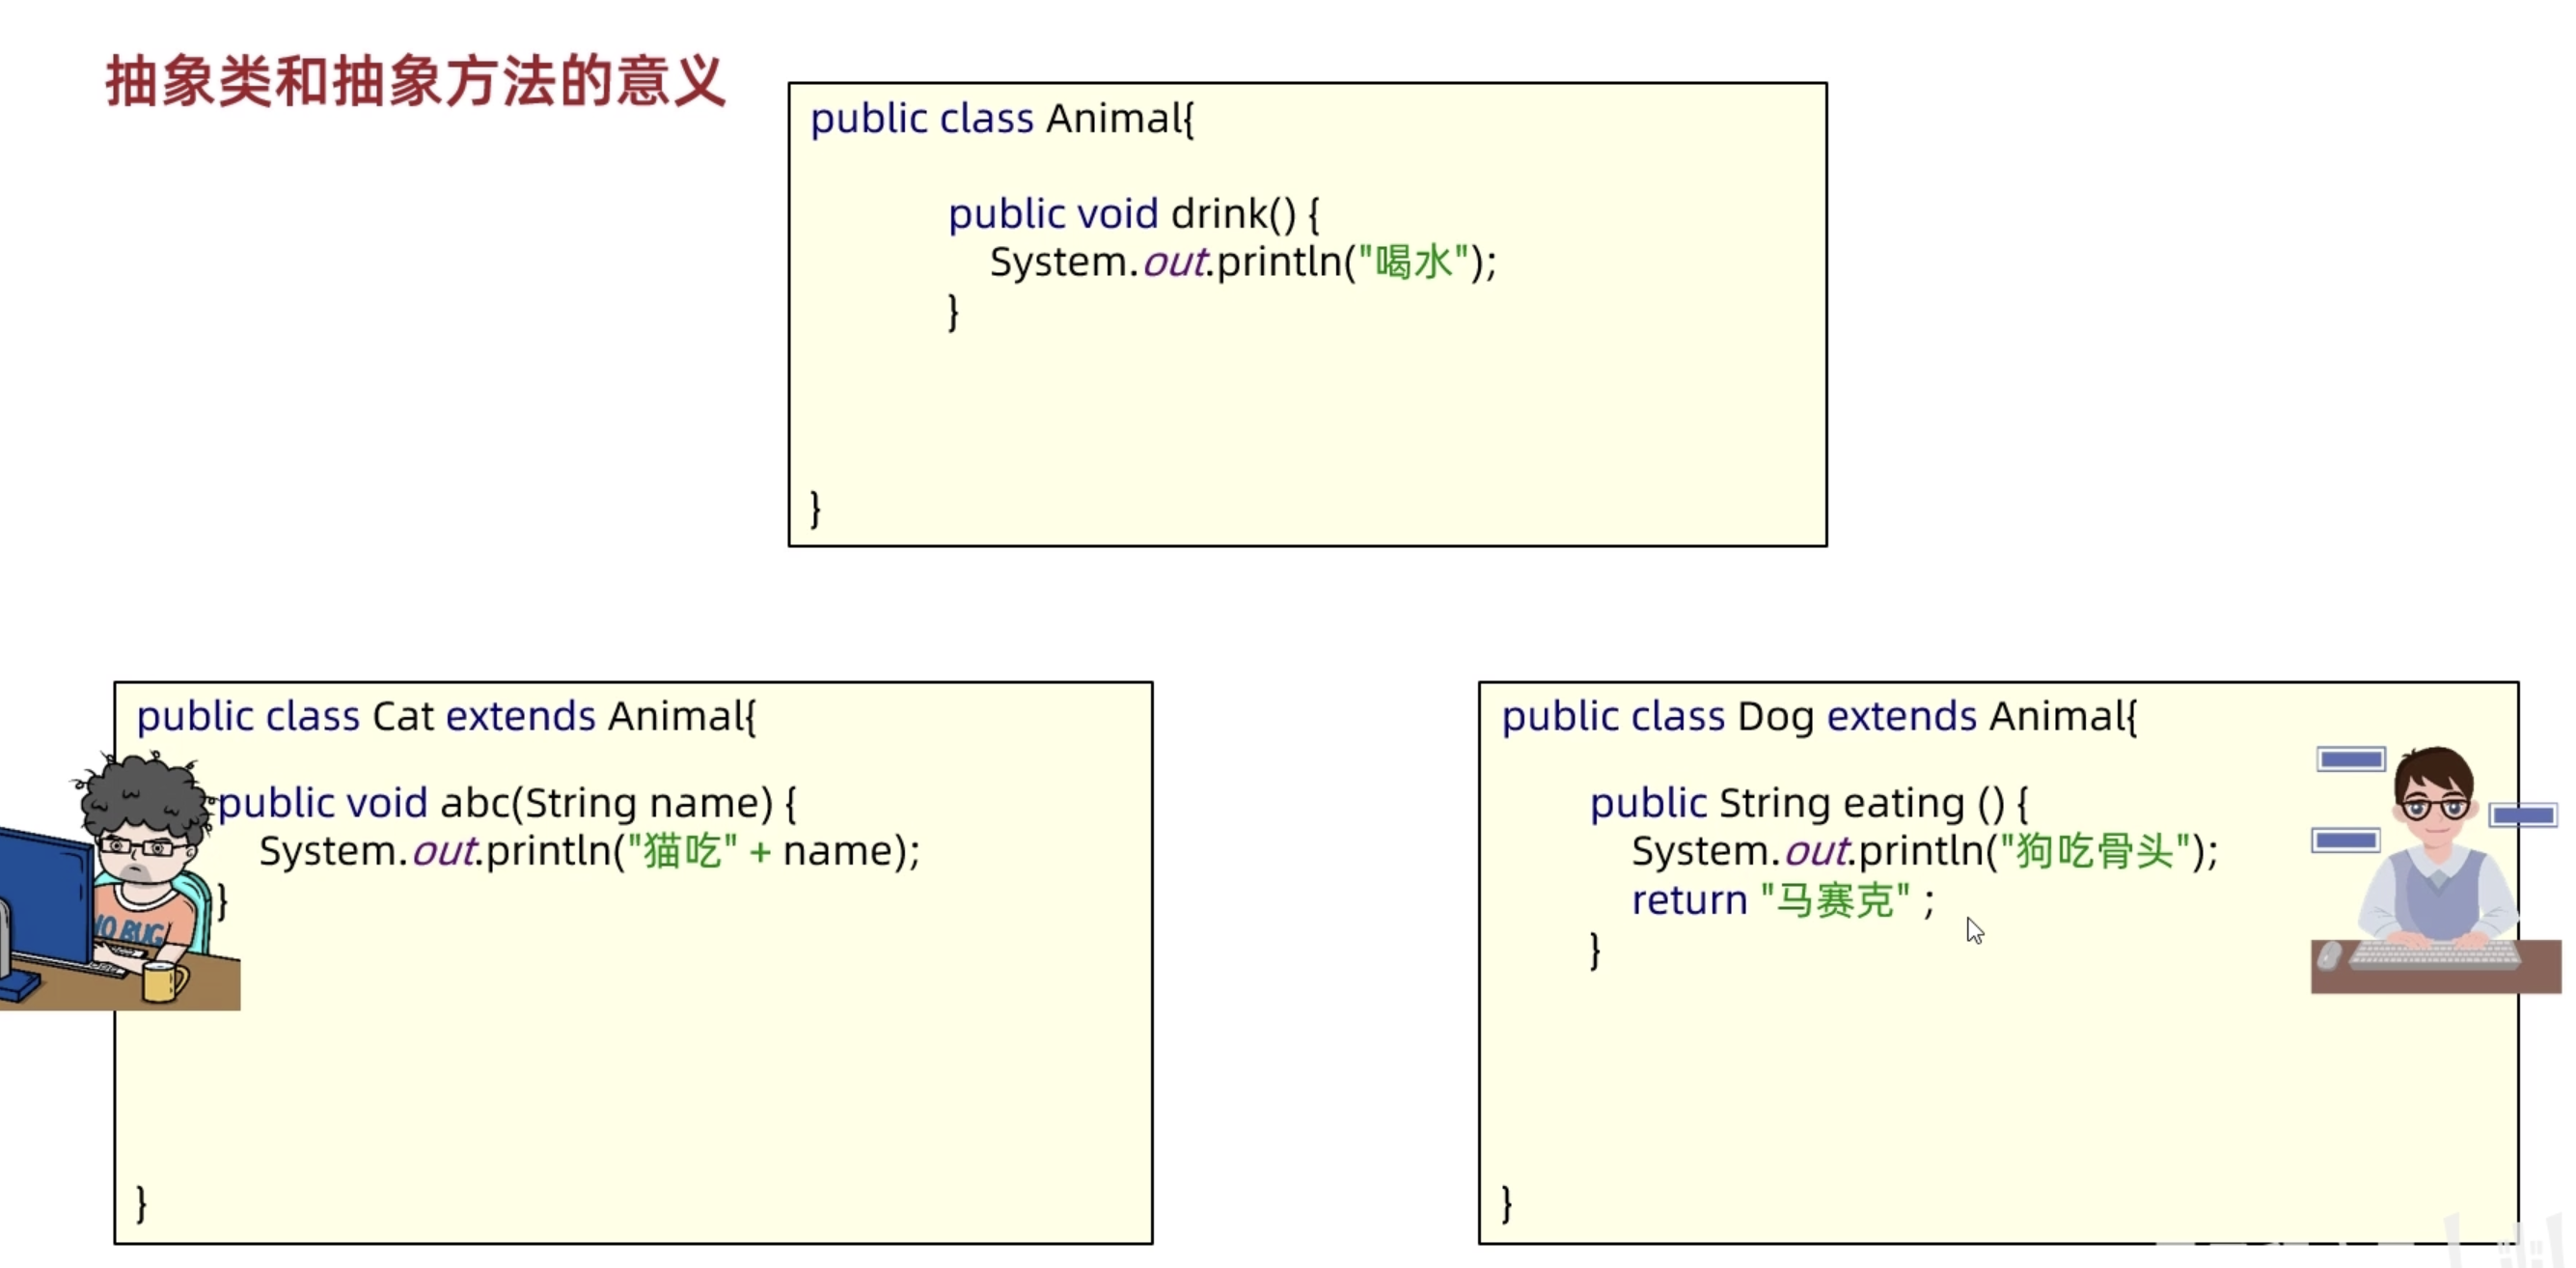 抽象类和抽象方法的意义
public class Animal{
public void drink() {
System.out.println("喝水");
}
}
public class Cat extends Animal{
public void abc(String name) {
System.out.println("猫吃" + name);
}
}
NO BUG
public class Dog extends Animal{
public String eating () {
System.out.println("狗吃骨头");
return "马赛克" ;
}
}